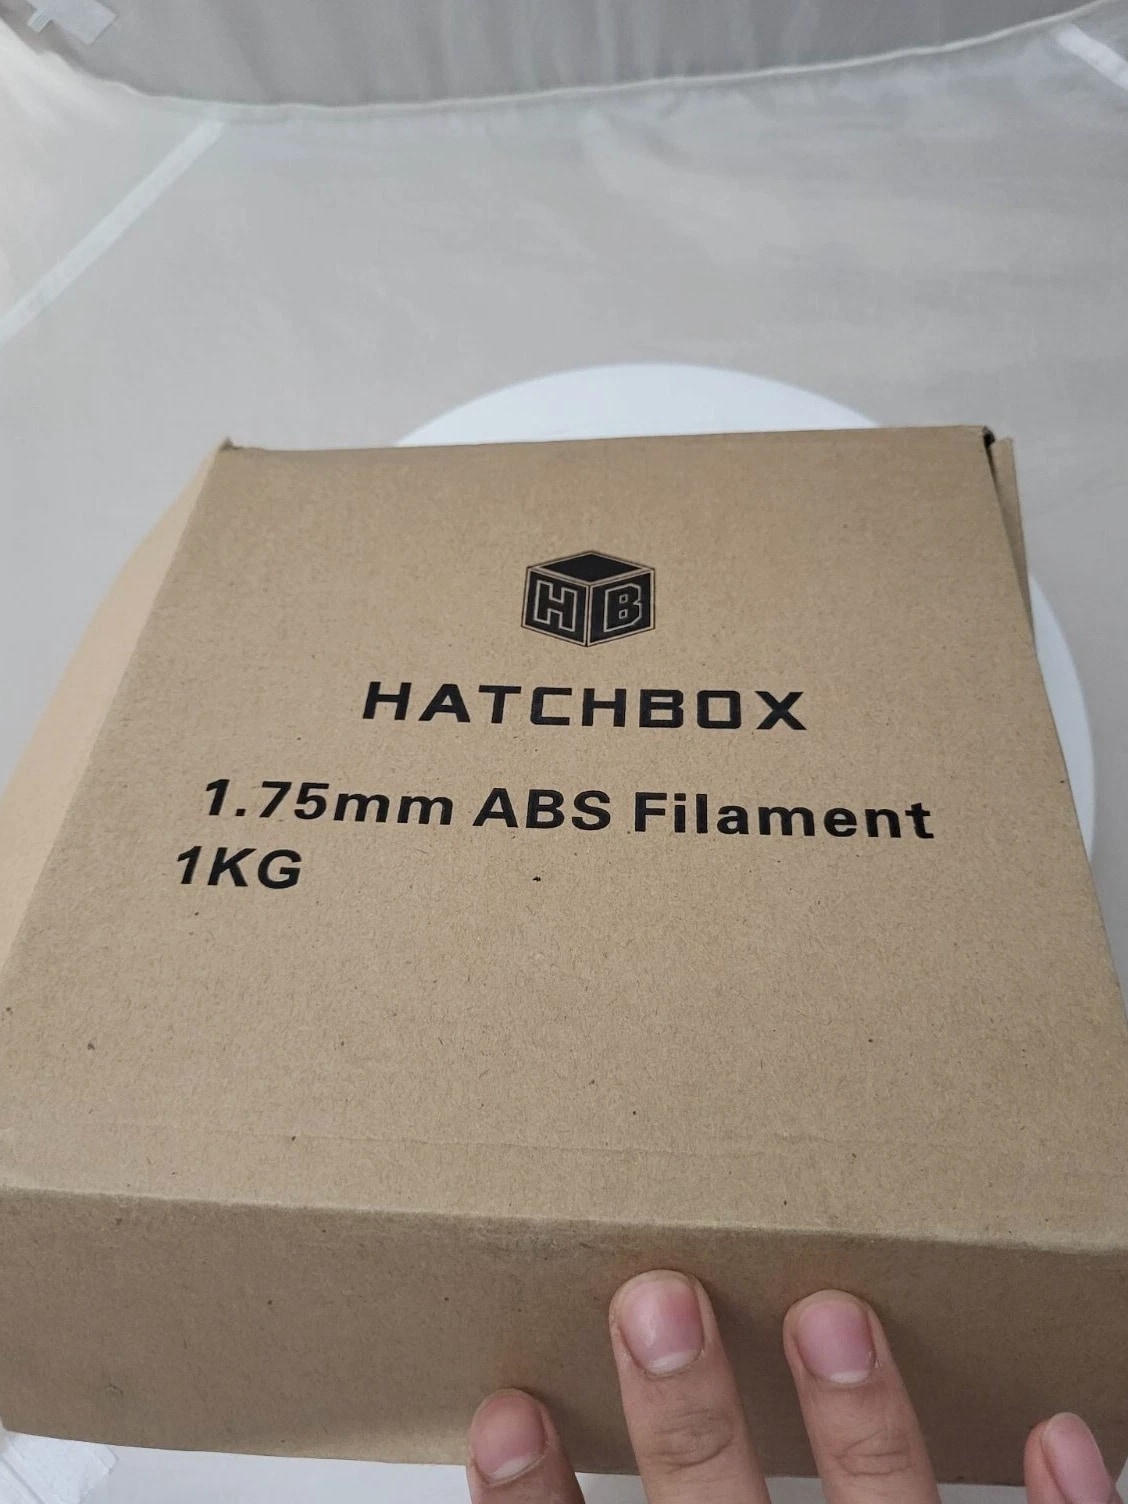 HB
HATCHBOX
1.75mm ABS Filament
1KG